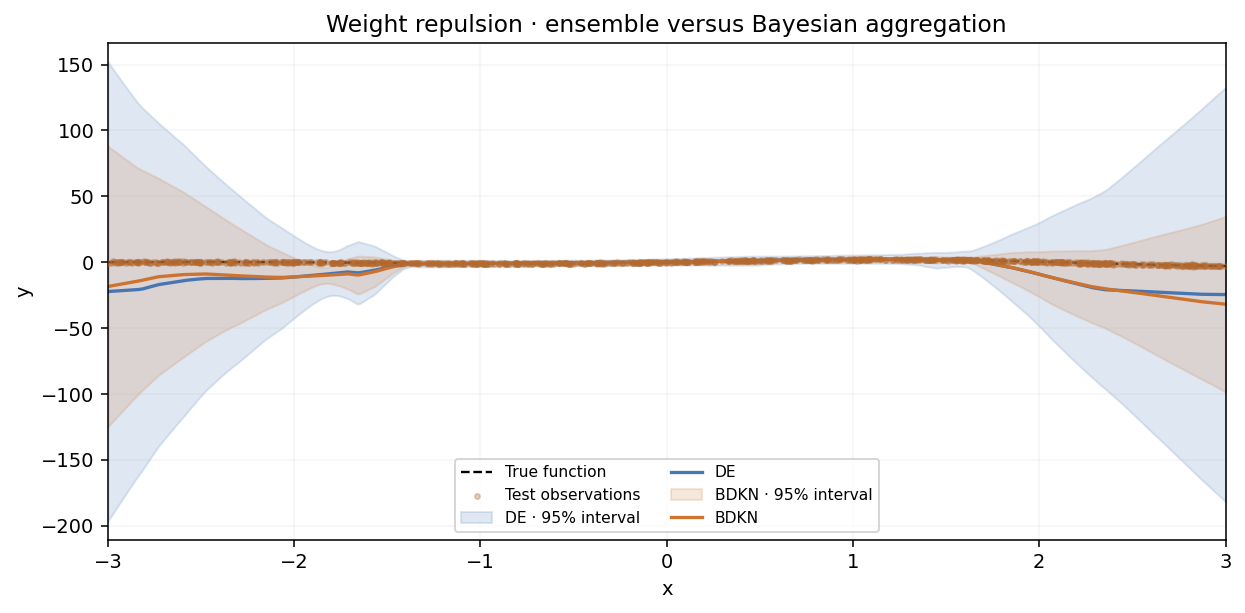 Weight repulsion · ensemble versus Bayesian aggregation
150
100
50
0
−50
−100
−150
−200
y
−3
−2
−1
0
1
2
3
x
True function
Test observations
DE · 95% interval
DE
BDKN · 95% interval
BDKN